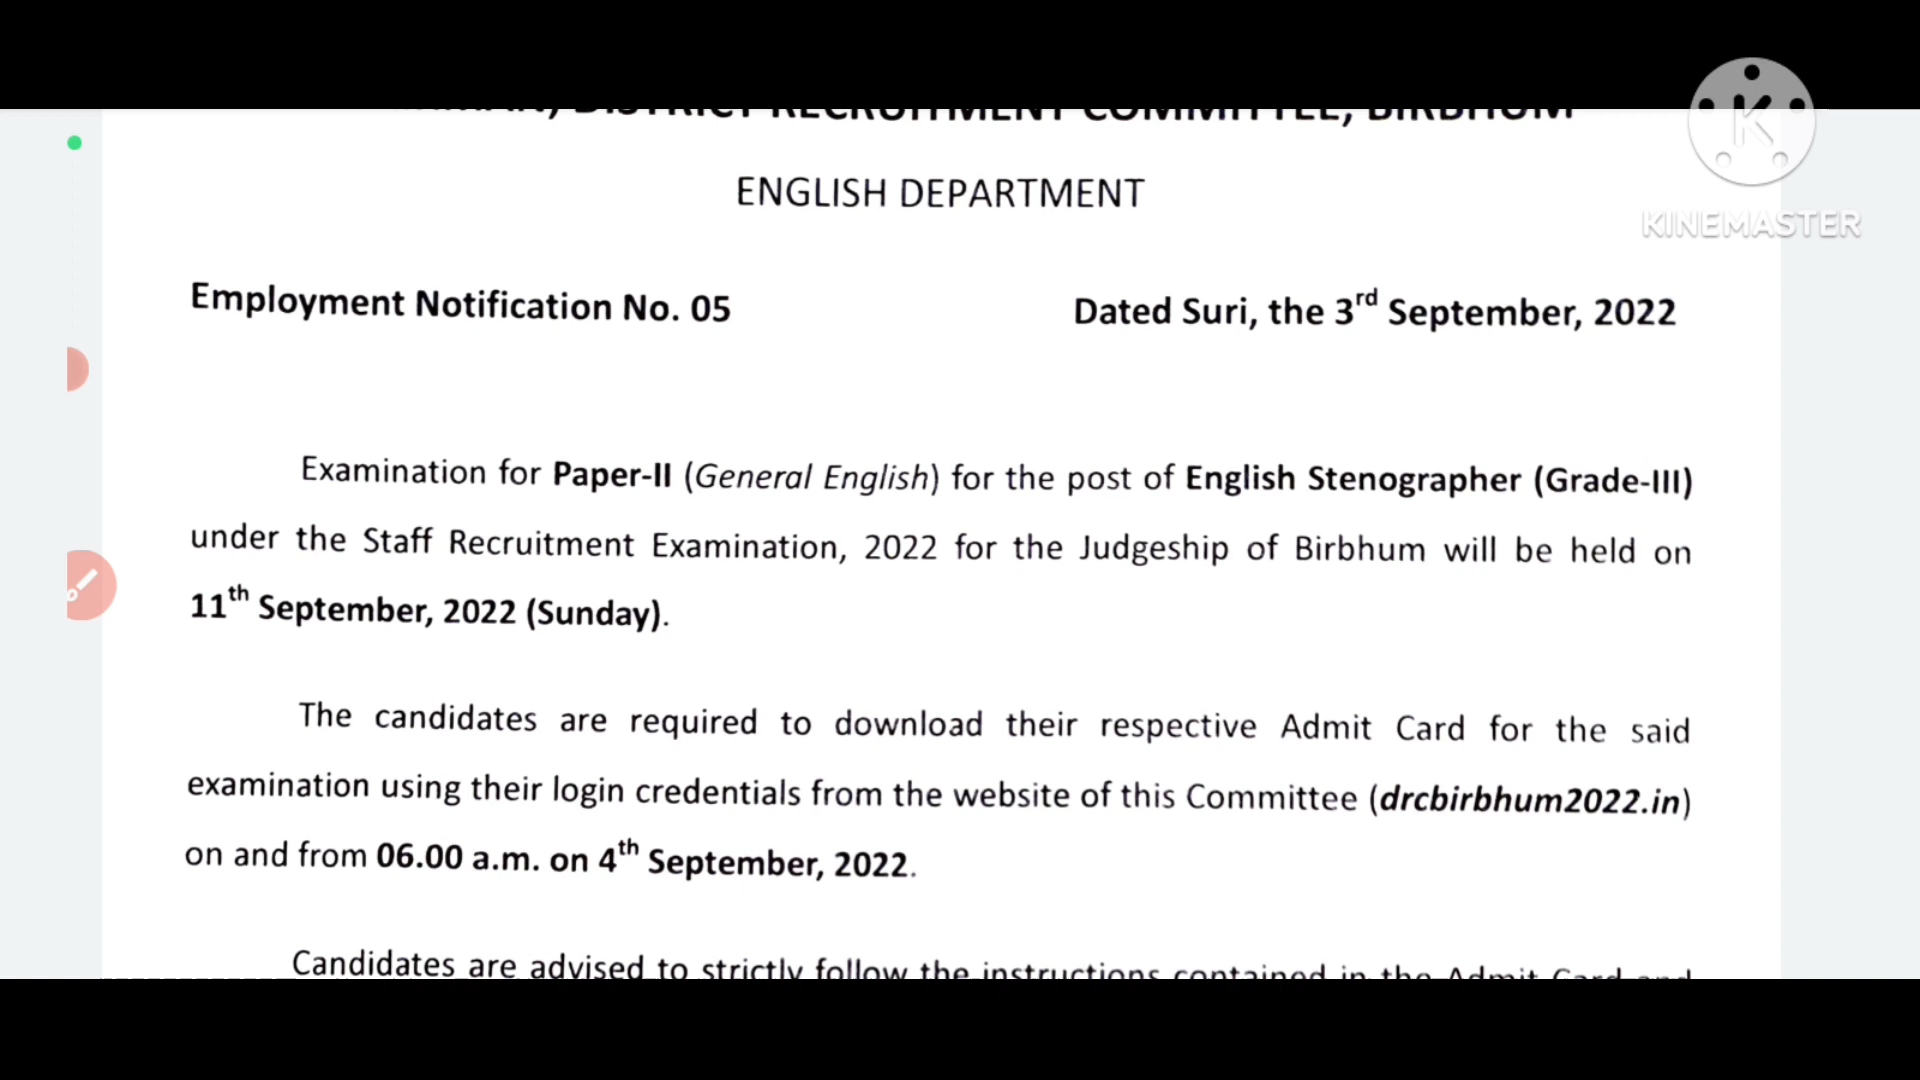 DISTRICT RECRUITMENT COMMITTEE, BIRBHUM
K
KINEMASTER
ENGLISH DEPARTMENT
Employment Notification No. 05 Dated Suri, the 3rd September, 2022
Examination for Paper-II (General English) for the post of English Stenographer (Grade-III)
under the Staff Recruitment Examination, 2022 for the Judgeship of Birbhum will be held on
11th September, 2022 (Sunday).
The candidates are required to download their respective Admit Card for the said
examination using their login credentials from the website of this Committee (drcbirbhum2022.in)
on and from 06.00 a.m. on 4th September, 2022.
Candidates are advised to strictly follow the instructions contained in the Admit Card and